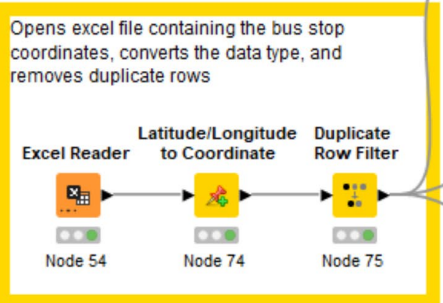 Opens excel file containing the bus stop
coordinates, converts the data type, and
removes duplicate rows
Latitude/Longitude Duplicate
Excel Reader to Coordinate Row Filter
Node 54 Node 74 Node 75